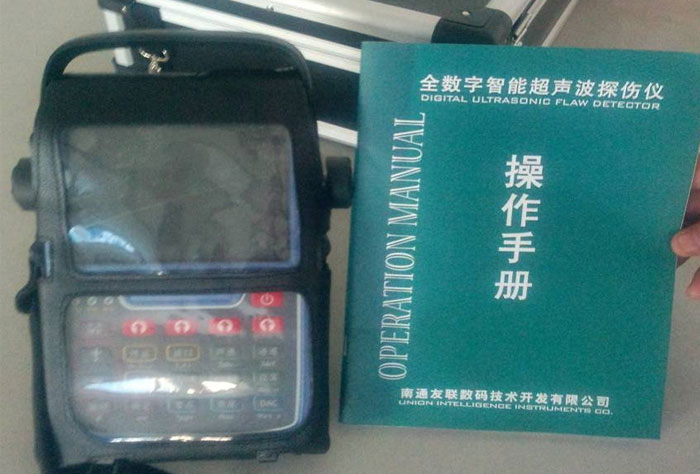 全数字智能超声波探伤仪
DIGITAL ULTRASONIC FLAW DETECTOR
OPERATION MANUAL
操作手册
南通友联数码技术开发有限公司
UNION INTELLIGENCE INSTRUMENTS CO.
DAC